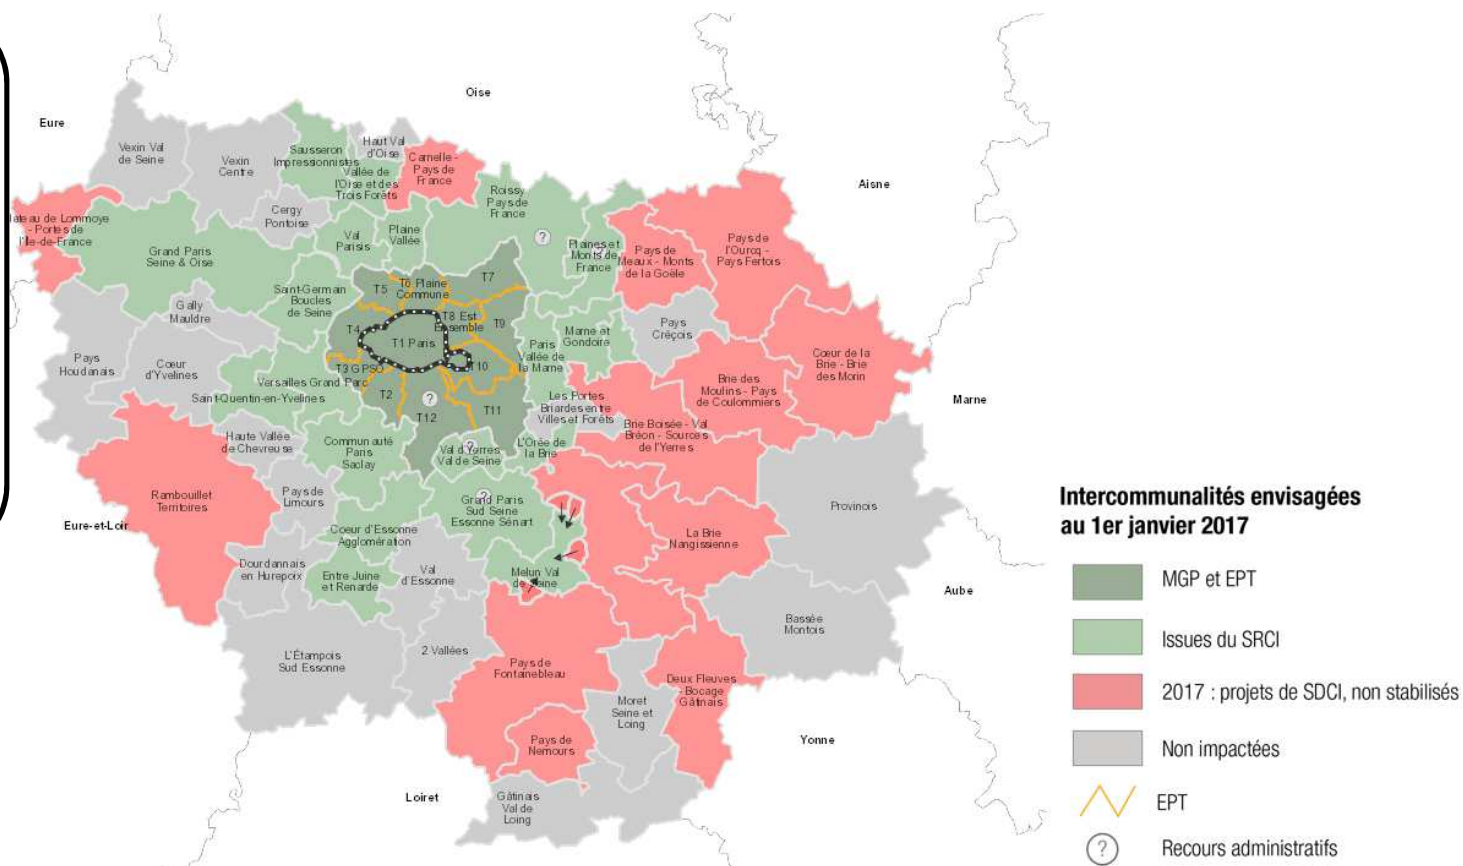 Oise
Eure
Aisne
Vexin Val
de Seine
Vexin
Centre
Sausseron
Impressionnistes
Haut Val
d'Oise
Carnelle -
Pays de
France
Vallée de
l'Oise et des
Trois Forêts
Roissy
Pays de
France
Cergy
Pontoise
- Portes de
l'Île-de-France
Grand Paris
Seine & Oise
Val
Parisis
Plaine
Vallée
?
Plaines et
Monts de
France
?
Pays de
Meaux - Monts
de la Goële
Pays de
l'Ourcq -
Pays Fertois
Saint-Germain
Boucles
de Seine
T5
T6 Plaine
Commune
T7
Gally
Mauldre
T4
T8 Est
Ensemble
T9
T1 Paris
Paris
Vallée de
la Marne
Marne et
Gondoire
Pays
Créçois
Pays
Houdanais
Cœur
d'Yvelines
T3 GPSO
T10
Versailles Grand Parc
Saint-Quentin-en-Yvelines
T2
?
T12
T11
Les Portes
Briardes entre
Villes et Forêts
Brie des
Moulins - Pays
de Coulommiers
Cœur de la
Brie - Brie
des Morin
Marne
Haute Vallée
de Chevreuse
Communauté
Paris
Saclay
Val d'Yerres
Val de Seine
?
L'Orée de
la Brie
Brie Boisée - Val
Bréon - Sources
de l'Yerres
Rambouillet
Territoires
Pays de
Limours
Grand Paris
Sud Seine
Essonne Sénart
?
Provinois
Eure-et-Loir
Coeur d'Essonne
Agglomération
La Brie
Nangissienne
Dourdannais
en Hurepoix
Entre Juine
et Renarde
Val
d'Essonne
Melun Val
de Seine
Aube
L'Étampois
Sud Essonne
2 Vallées
Pays de
Fontainebleau
Bassée
Montois
Moret
Seine et
Loing
Deux Fleuves
- Bocage
Gâtinais
Pays de
Nemours
Yonne
Loiret
Gâtinais
Val de
Loing
Intercommunalités envisagées
au 1er janvier 2017
MGP et EPT
Issues du SRCI
2017 : projets de SDCI, non stabilisés
Non impactées
EPT
? Recours administratifs